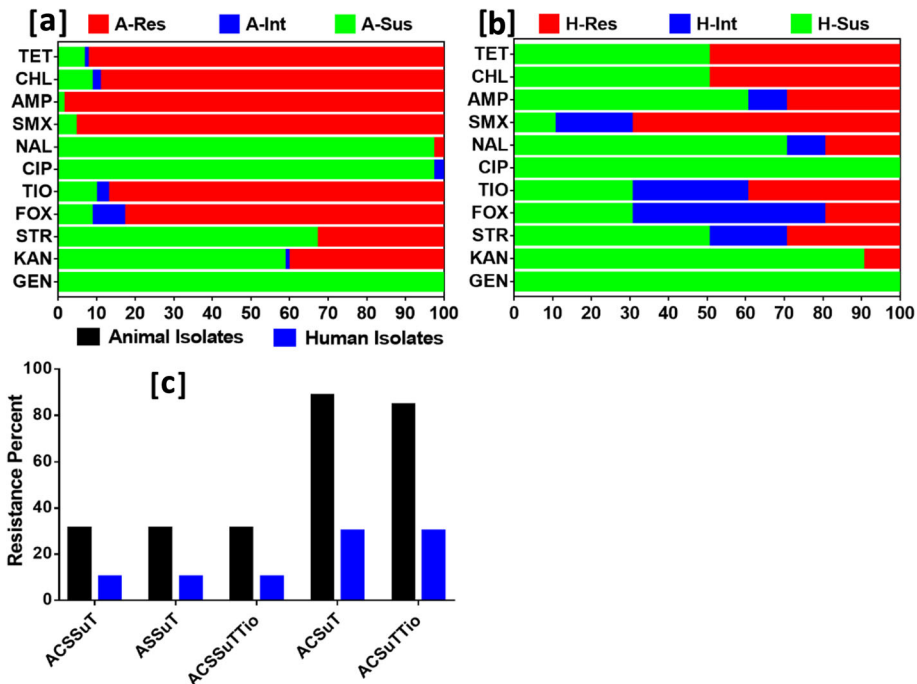 [a] A-Res A-Int A-Sus
TET
CHL
AMP
SMX
NAL
CIP
TIO
FOX
STR
KAN
GEN
0 10 20 30 40 50 60 70 80 90 100
[b] H-Res H-Int H-Sus
TET
CHL
AMP
SMX
NAL
CIP
TIO
FOX
STR
KAN
GEN
0 10 20 30 40 50 60 70 80 90 100
Animal Isolates Human Isolates
[c]
Resistance Percent
100
80
60
40
20
0
ACSSuT
ASSuT
ACSSuTTio
ACSuT
ACSuTTio